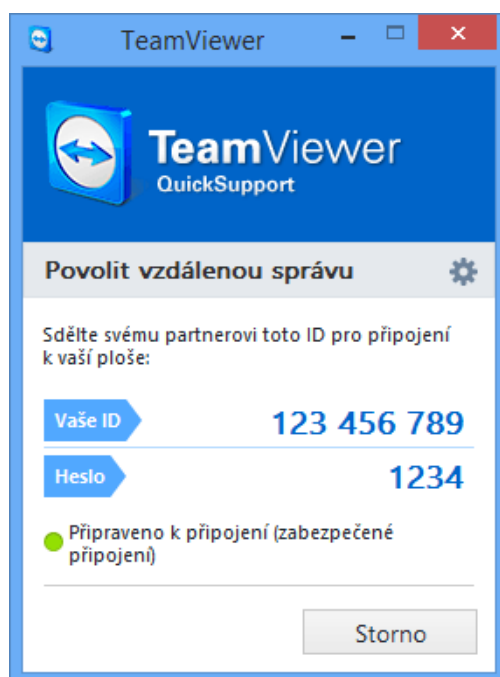 TeamViewer
TeamViewer
QuickSupport
Povolit vzdálenou správu
Sdělte svému partnerovi toto ID pro připojení
k vaší ploše:
Vaše ID 123 456 789
Heslo 1234
Připraveno k připojení (zabezpečené
připojení)
Storno